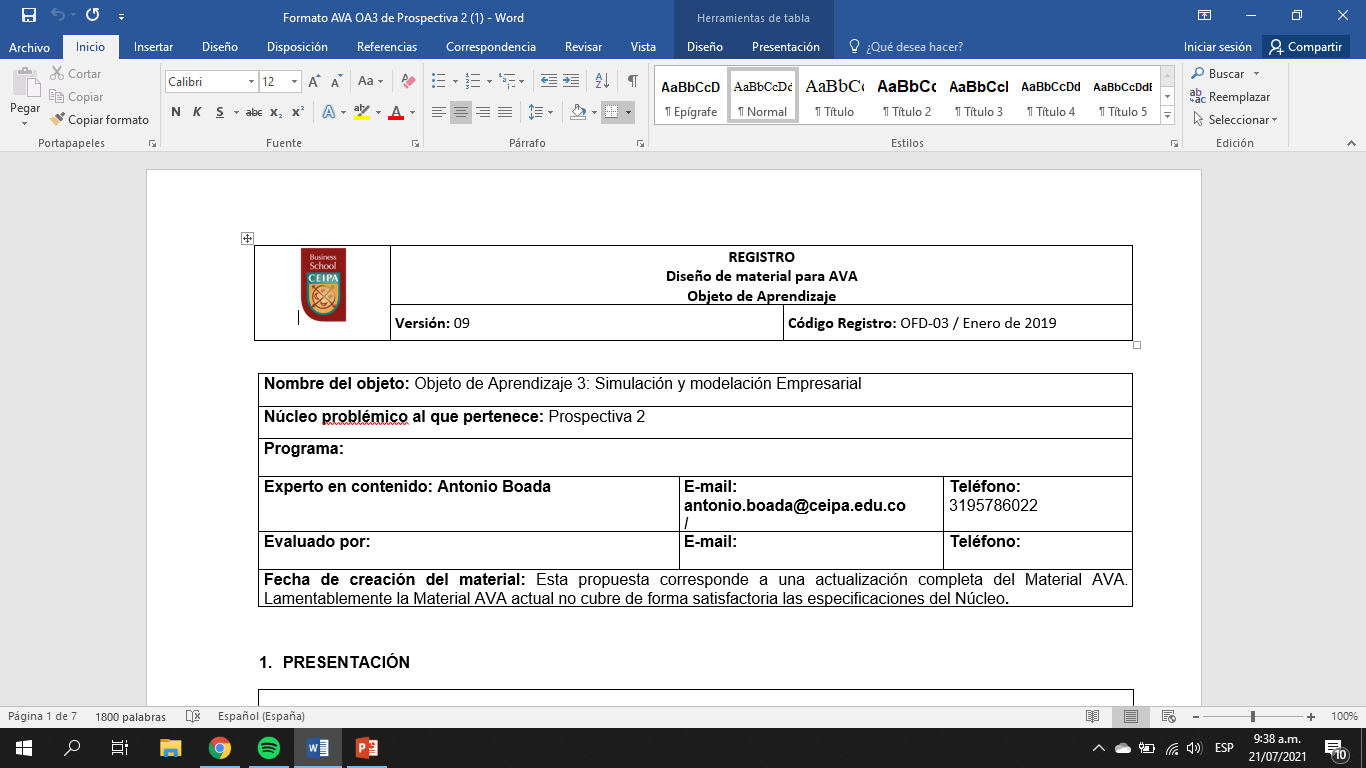 Formato AVA OA3 de Prospectiva 2 (1) - Word
Herramientas de tabla
Archivo Inicio Insertar Diseño Disposición Referencias Correspondencia Revisar Vista Diseño Presentación ¿Qué desea hacer? Iniciar sesión Compartir
Pegar
Cortar
Copiar
Copiar formato
Portapapeles
Calibri 12
N K S abc x₂ x²
Fuente
Párrafo
AaBbCcD AaBbCcDd AaBbCc AaBbCc AaBbCcI AaBbCcDd AaBbCcDdE
¶ Epígrafe ¶ Normal ¶ Título ¶ Título 2 ¶ Título 3 ¶ Título 4 ¶ Título 5
Estilos
Buscar
Reemplazar
Seleccionar
Edición
Business
School
CEIPA
REGISTRO
Diseño de material para AVA
Objeto de Aprendizaje
Versión: 09
Código Registro: OFD-03 / Enero de 2019
Nombre del objeto: Objeto de Aprendizaje 3: Simulación y modelación Empresarial
Núcleo problémico al que pertenece: Prospectiva 2
Programa:
Experto en contenido: Antonio Boada
E-mail:
antonio.boada@ceipa.edu.co
/
Teléfono:
3195786022
Evaluado por:
E-mail:
Teléfono:
Fecha de creación del material: Esta propuesta corresponde a una actualización completa del Material AVA.
Lamentablemente la Material AVA actual no cubre de forma satisfactoria las especificaciones del Núcleo.
1. PRESENTACIÓN
Página 1 de 7 1800 palabras Español (España) 100%
ESP
9:38 a.m.
21/07/2021
10